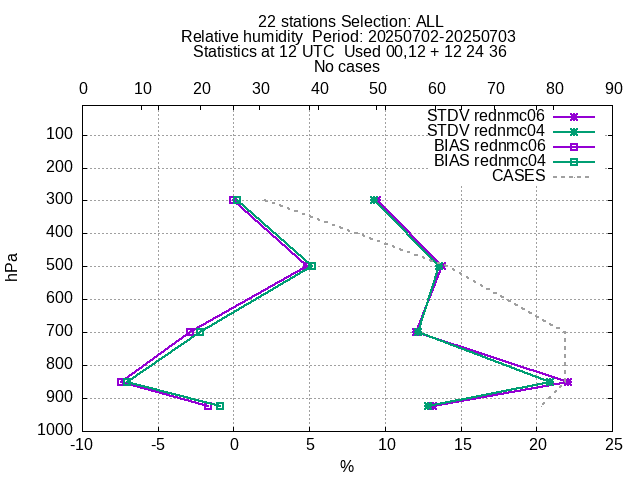 22 stations Selection: ALL
Relative humidity  Period: 20250702-20250703
Statistics at 12 UTC  Used 00,12 + 12 24 36
No cases
0 10 20 30 40 50 60 70 80 90
STDV rednmc06
STDV rednmc04
BIAS rednmc06
BIAS rednmc04
CASES
hPa
100
200
300
400
500
600
700
800
900
1000
-10 -5 0 5 10 15 20 25
%